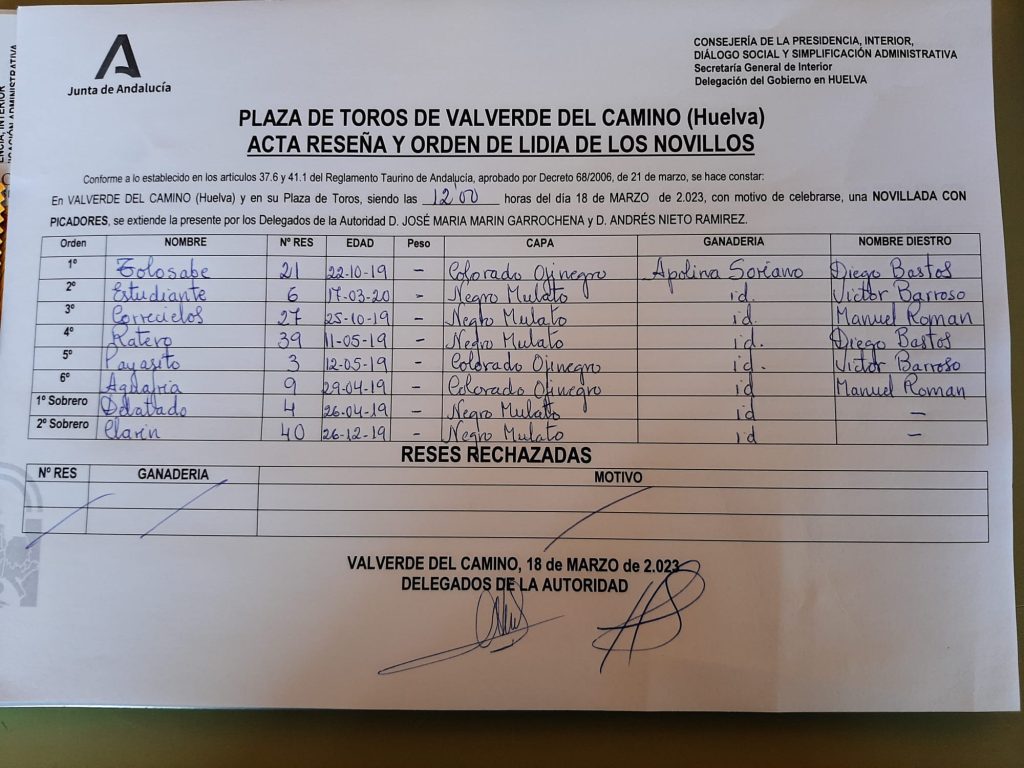 Junta de Andalucía
CONSEJERÍA DE LA PRESIDENCIA, INTERIOR,
DIÁLOGO SOCIAL Y SIMPLIFICACIÓN ADMINISTRATIVA
Secretaría General de Interior
Delegación del Gobierno en HUELVA
PLAZA DE TOROS DE VALVERDE DEL CAMINO (Huelva)
ACTA RESEÑA Y ORDEN DE LIDIA DE LOS NOVILLOS
Conforme a lo establecido en los articulos 37.6 y 41.1 del Reglamento Taurino de Andalucía, aprobado por Decreto 68/2006, de 21 de marzo, se hace constar:
En VALVERDE DEL CAMINO (Huelva) y en su Plaza de Toros, siendo las 12'00 horas del día 18 de MARZO de 2.023, con motivo de celebrarse, una NOVILLADA CON
PICADORES, se extiende la presente por los Delegados de la Autoridad D. JOSÉ MARIA MARIN GARROCHENA y D. ANDRÉS NIETO RAMIREZ.
Orden NOMBRE Nº RES EDAD Peso CAPA GANADERIA NOMBRE DIESTRO
1º Tolosabe 21 22-10-19 - Colorado Ojinegro Apolina Soriano Diego Bastos
2º Estudiante 6 17-03-20 - Negro Mulato id. Victor Barroso
3º Correcielos 27 25-10-19 - Negro Mulato id. Manuel Roman
4º Ratero 39 11-05-19 - Negro Mulato id. Diego Bastos
5º Payasito 3 12-05-19 - Colorado Ojinegro id. Victor Barroso
6º 9 29-04-19 - Colorado Ojinegro id Manuel Roman
1º Sobrero 4 26-04-19 - Negro Mulato id -
2º Sobrero Clarin 40 26-12-19 - Negro Mulato id -
RESES RECHAZADAS
Nº RES GANADERIA MOTIVO
VALVERDE DEL CAMINO, 18 de MARZO de 2.023
DELEGADOS DE LA AUTORIDAD